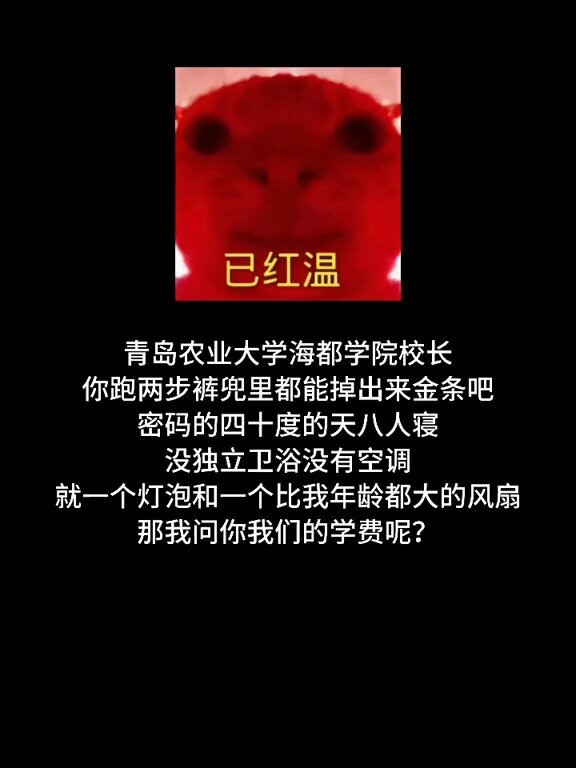 已红温
青岛农业大学海都学院校长
你跑两步裤兜里都能掉出来金条吧
密码的四十度的天八人寝
没独立卫浴没有空调
就一个灯泡和一个比我年龄都大的风扇
那我问你我们的学费呢?